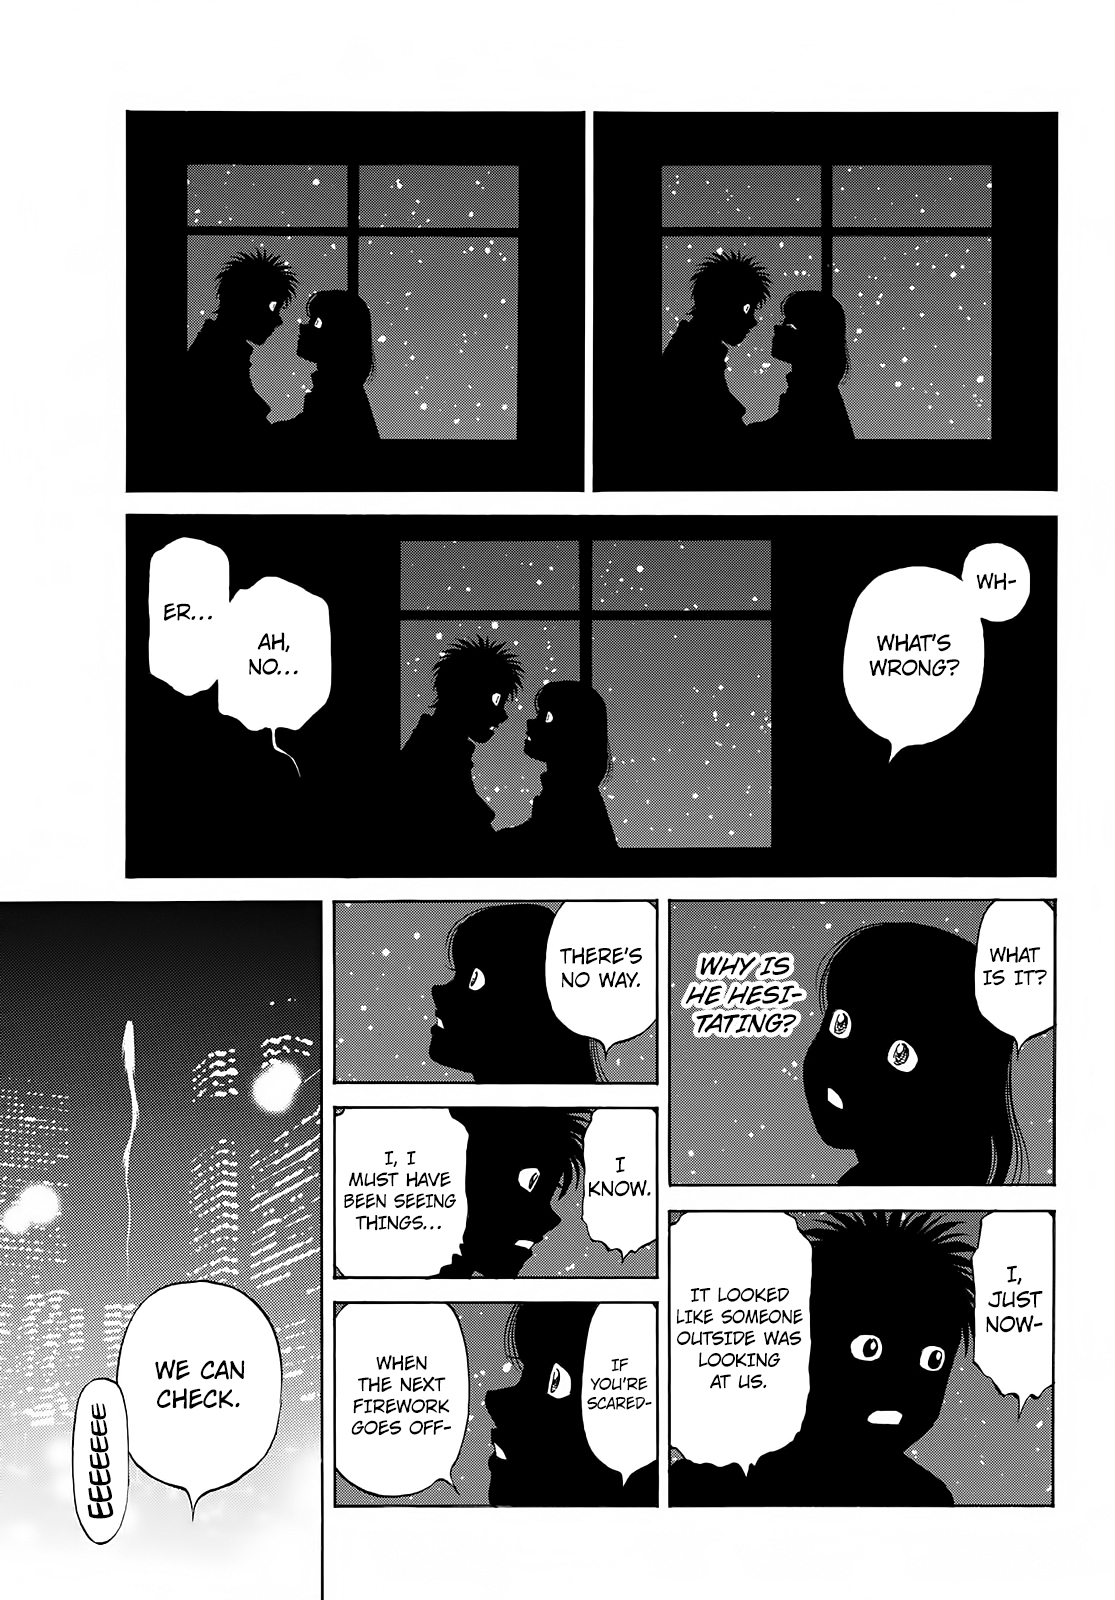 WH-
WHAT'S
WRONG?
ER...
AH,
NO...
WHAT
IS IT?
WHY IS
HE HESI-
TATING?
I,
JUST
NOW-
IT LOOKED
LIKE SOMEONE
OUTSIDE WAS
LOOKING
AT US.
THERE'S
NO WAY.
I
KNOW.
I, I
MUST HAVE
BEEN SEEING
THINGS...
IF
YOU'RE
SCARED-
WHEN
THE NEXT
FIREWORK
GOES OFF-
WE CAN
CHECK.
EEEEEEE